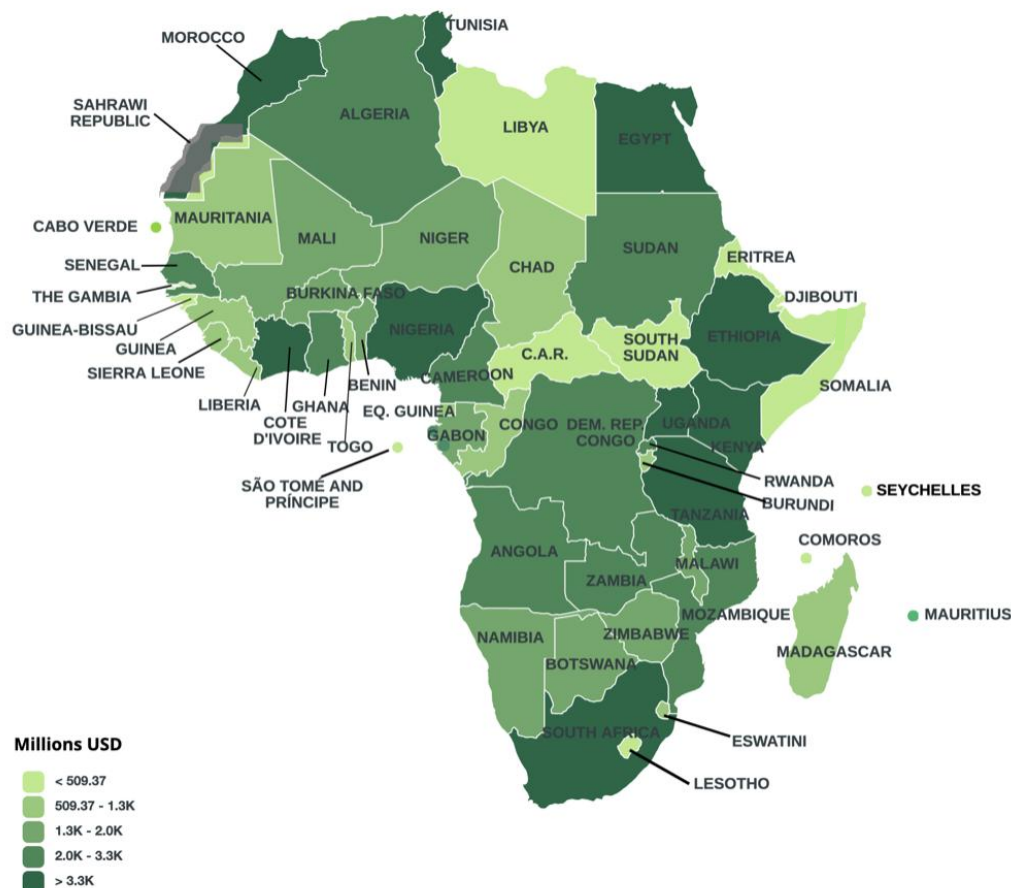 TUNISIA
MOROCCO
SAHRAWI
REPUBLIC
ALGERIA
LIBYA
EGYPT
CABO VERDE
MAURITANIA
MALI
NIGER
CHAD
SUDAN
ERITREA
SENEGAL
THE GAMBIA
GUINEA-BISSAU
GUINEA
SIERRA LEONE
LIBERIA
BURKINA FASO
NIGERIA
DJIBOUTI
ETHIOPIA
SOUTH
SUDAN
C.A.R.
SOMALIA
CAMEROON
BENIN
GHANA
COTE
D'IVOIRE
TOGO
EQ. GUINEA
GABON
CONGO
DEM. REP.
CONGO
UGANDA
KENYA
RWANDA
BURUNDI
SÃO TOMÉ AND
PRÍNCIPE
SEYCHELLES
TANZANIA
COMOROS
ANGOLA
ZAMBIA
MALAWI
MOZAMBIQUE
MAURITIUS
NAMIBIA
ZIMBABWE
BOTSWANA
MADAGASCAR
SOUTH AFRICA
ESWATINI
LESOTHO
Millions USD
< 509.37
509.37 - 1.3K
1.3K - 2.0K
2.0K - 3.3K
> 3.3K